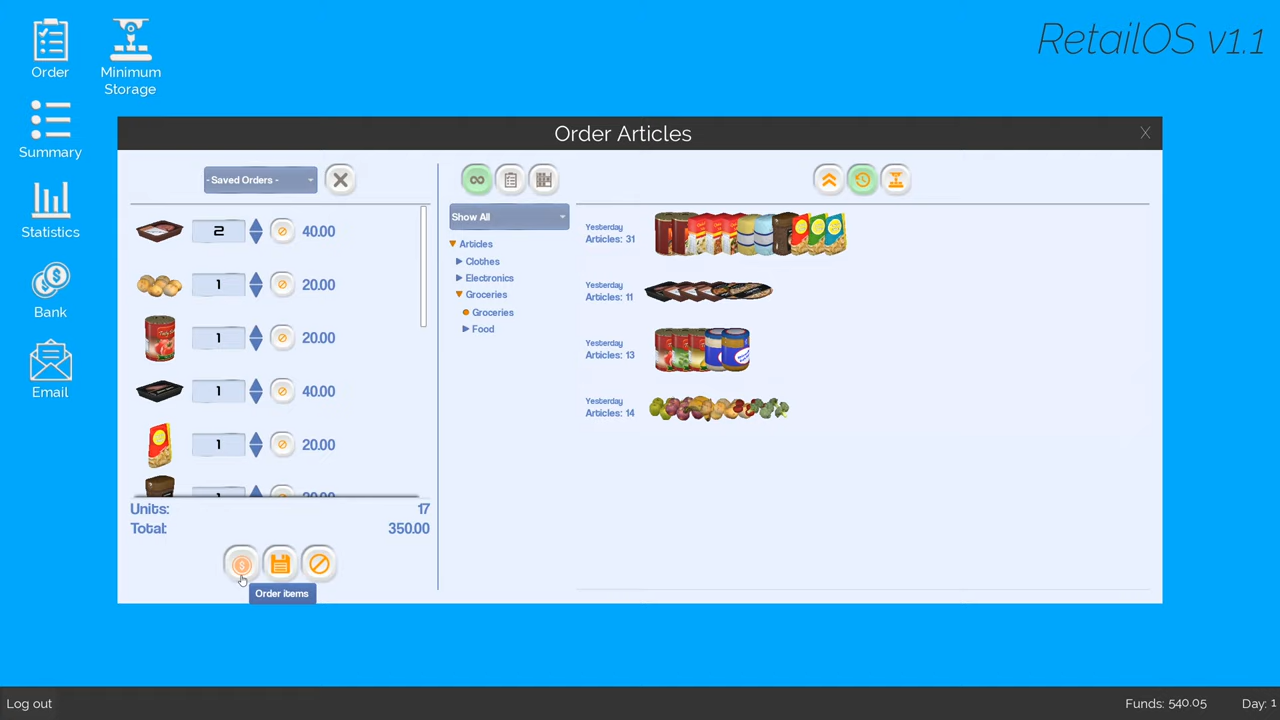 RetailOS v1.1
Order
Minimum
Storage
Summary
Statistics
Bank
Email
Order Articles
X
- Saved Orders -
2
40.00
1
20.00
1
20.00
1
40.00
1
20.00
Units:
17
Total:
350.00
Order items
Show All
Articles
Clothes
Electronics
Groceries
Groceries
Food
Yesterday
Articles: 31
Yesterday
Articles: 11
Yesterday
Articles: 13
Yesterday
Articles: 14
Log out
Funds: 540.05
Day: 1